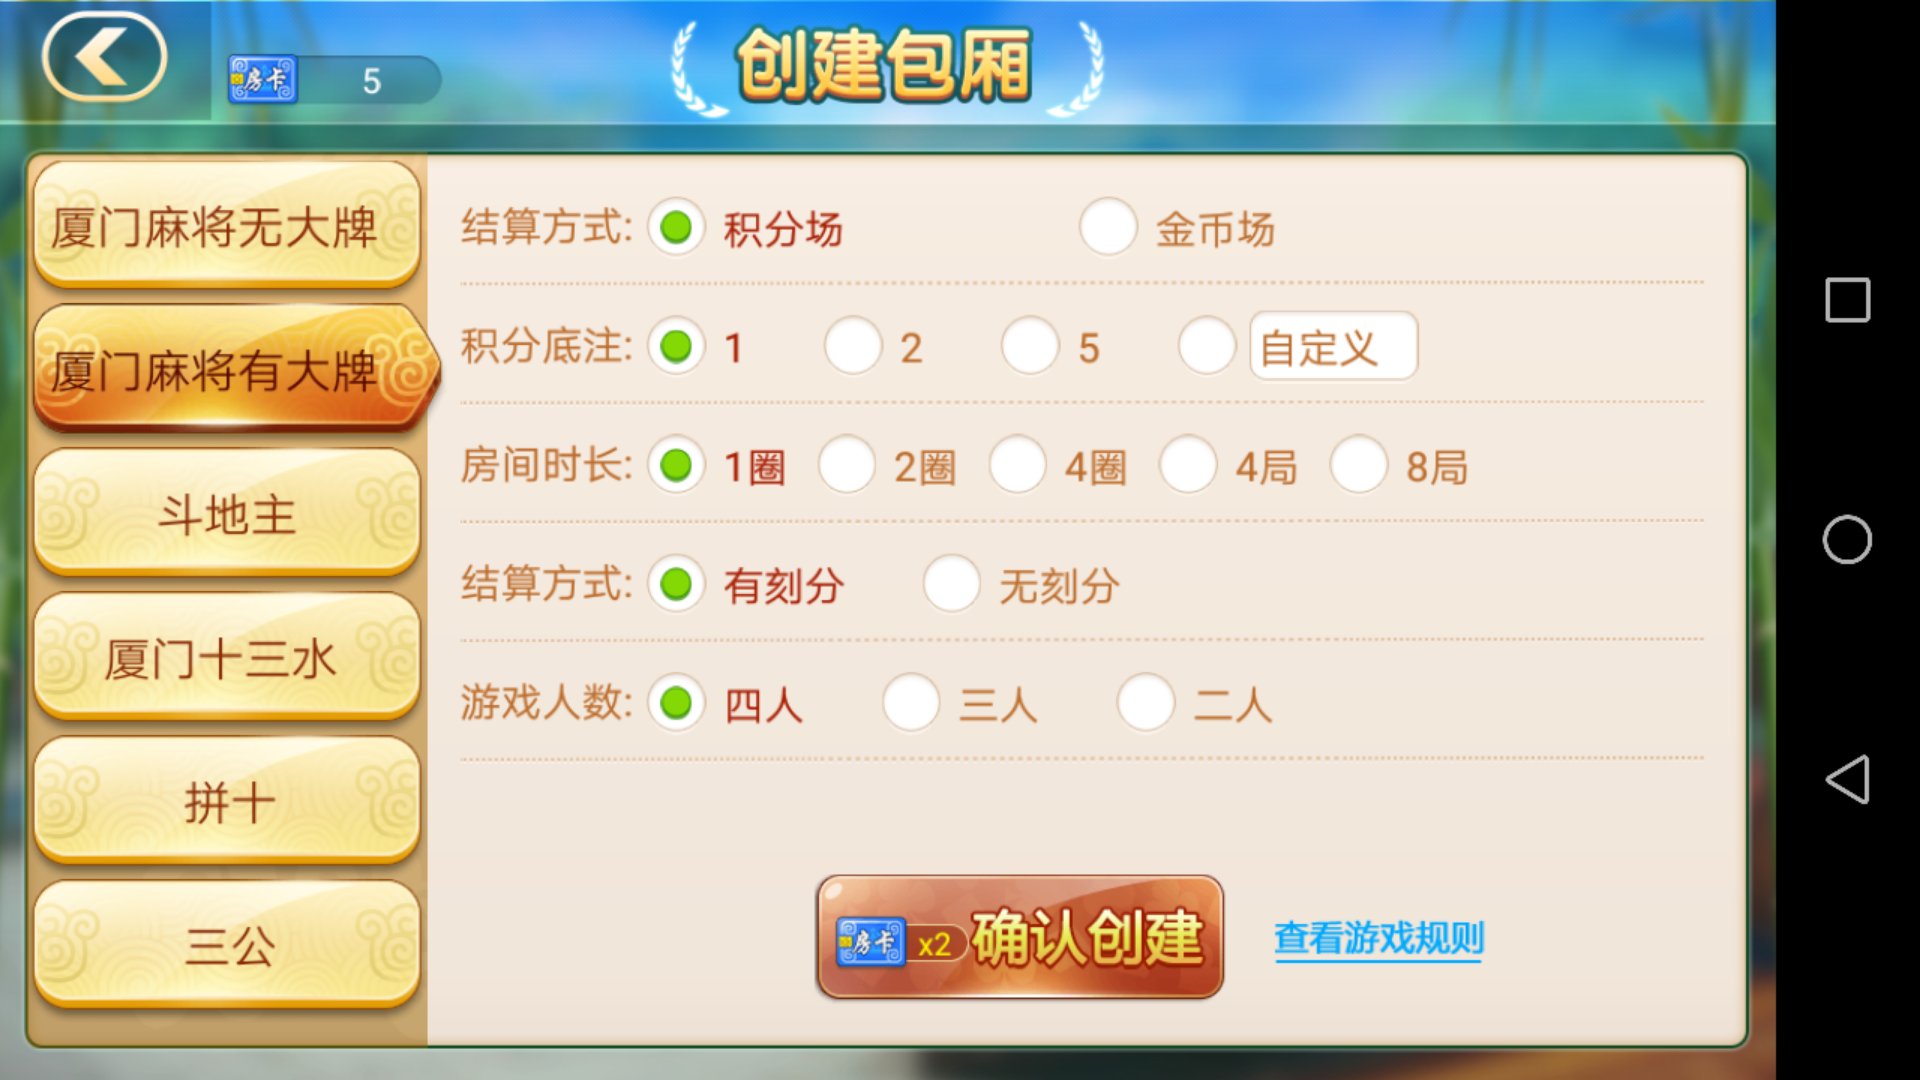 房卡 5
创建包厢
厦门麻将无大牌
厦门麻将有大牌
斗地主
厦门十三水
拼十
三公
结算方式: 积分场 金币场
积分底注: 1 2 5 自定义
房间时长: 1圈 2圈 4圈 4局 8局
结算方式: 有刻分 无刻分
游戏人数: 四人 三人 二人
房卡 x2 确认创建
查看游戏规则